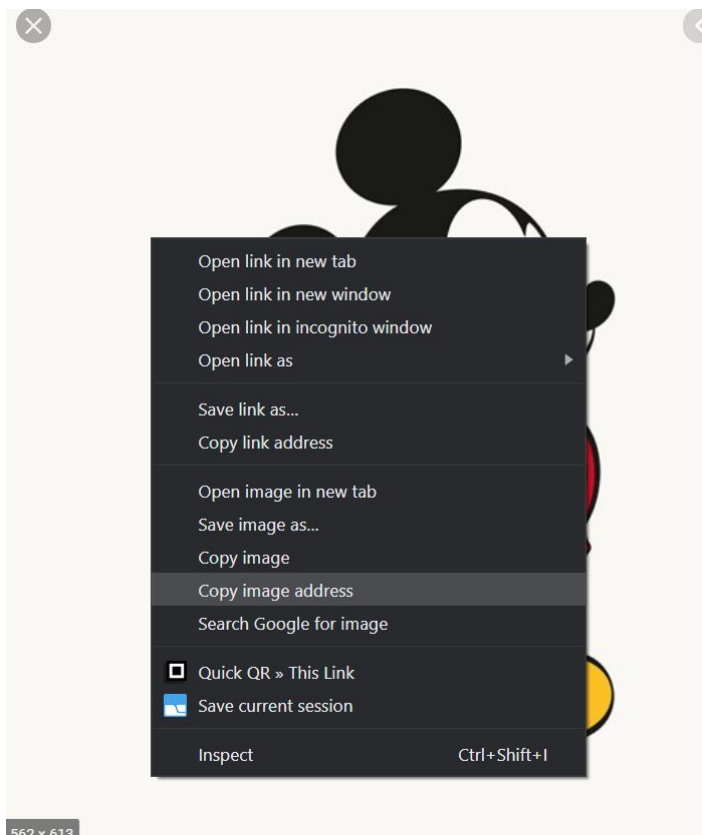 Open link in new tab
Open link in new window
Open link in incognito window
Open link as
Save link as...
Copy link address
Open image in new tab
Save image as...
Copy image
Copy image address
Search Google for image
Quick QR » This Link
Save current session
Inspect Ctrl+Shift+I
562 × 613